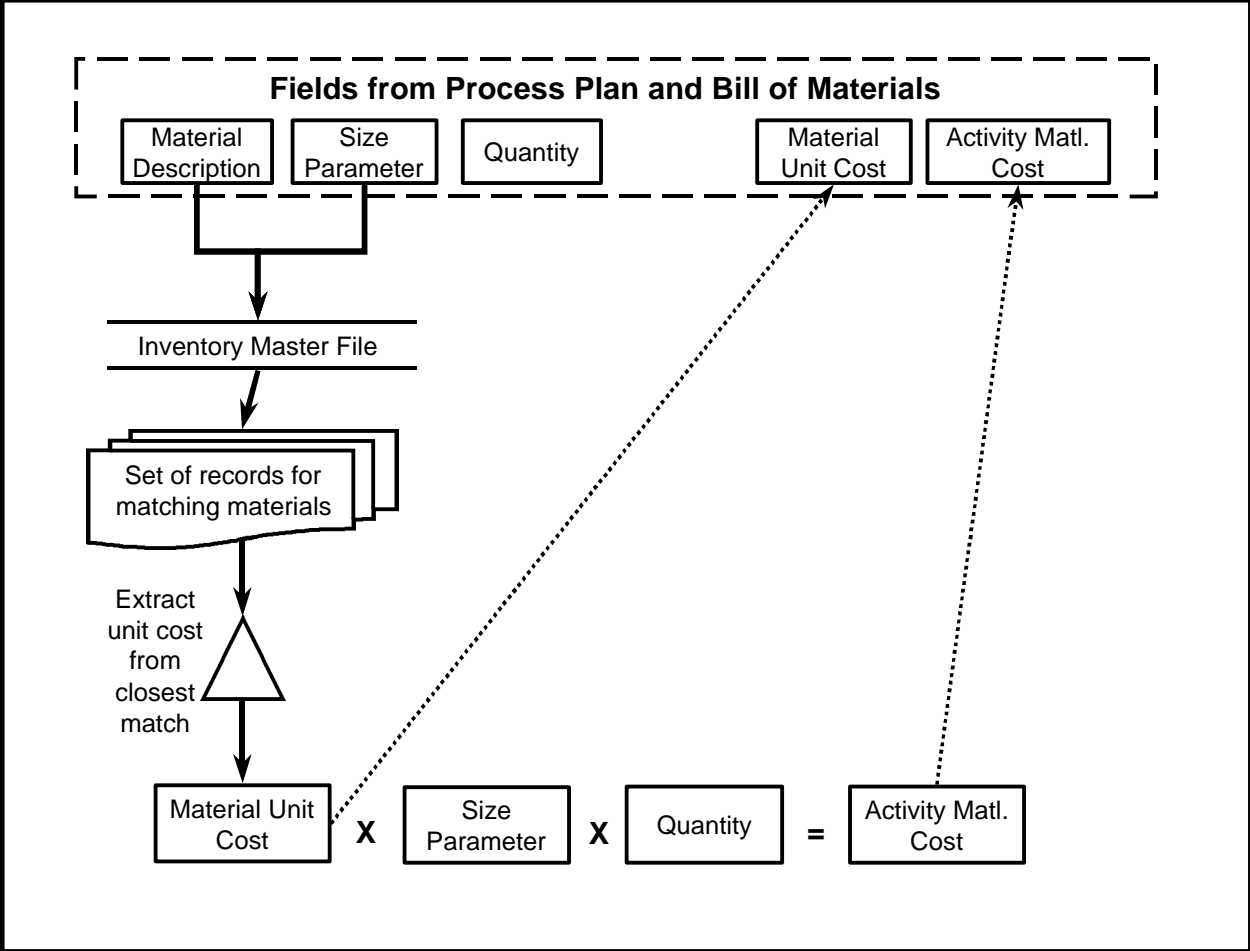 Fields from Process Plan and Bill of Materials
Material
Description
Size
Parameter
Quantity
Material
Unit Cost
Activity Matl.
Cost
Inventory Master File
Set of records for
matching materials
Extract
unit cost
from
closest
match
Material Unit
Cost
X
Size
Parameter
X
Quantity
=
Activity Matl.
Cost